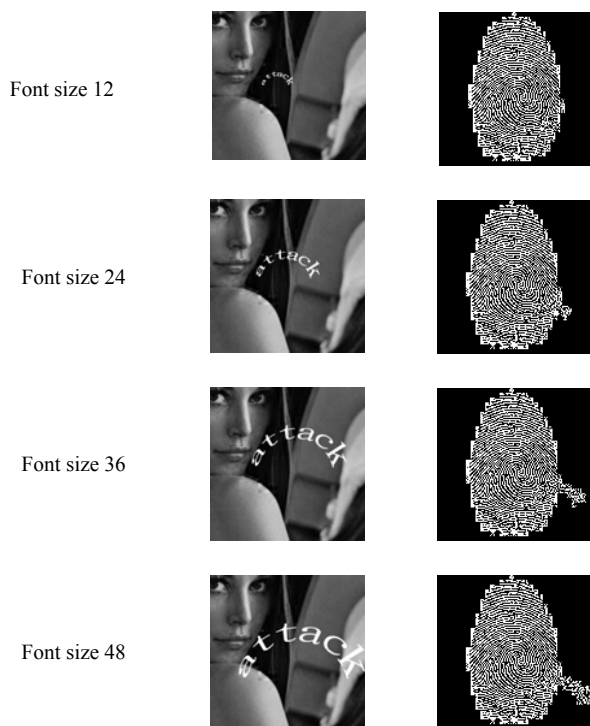 Font size 12
attack
Font size 24
attack
Font size 36
attack
Font size 48
attack